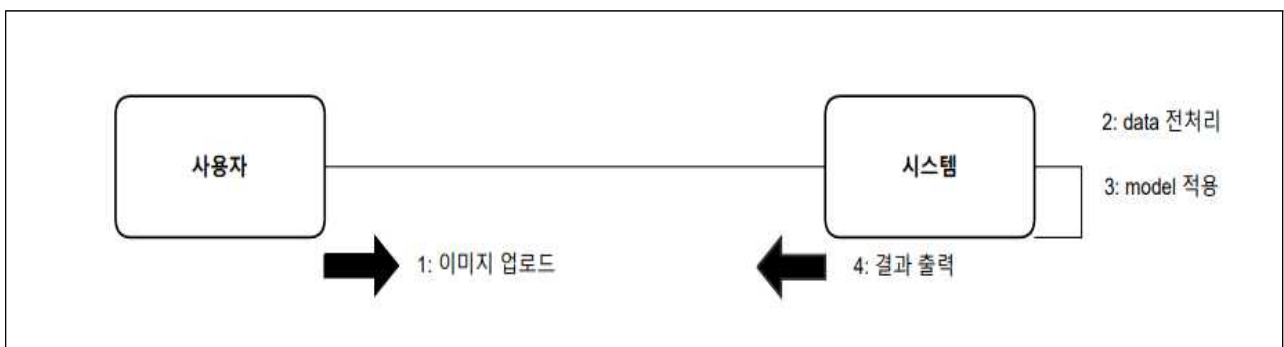 사용자
시스템
2: data 전처리
3: model 적용
1: 이미지 업로드
4: 결과 출력